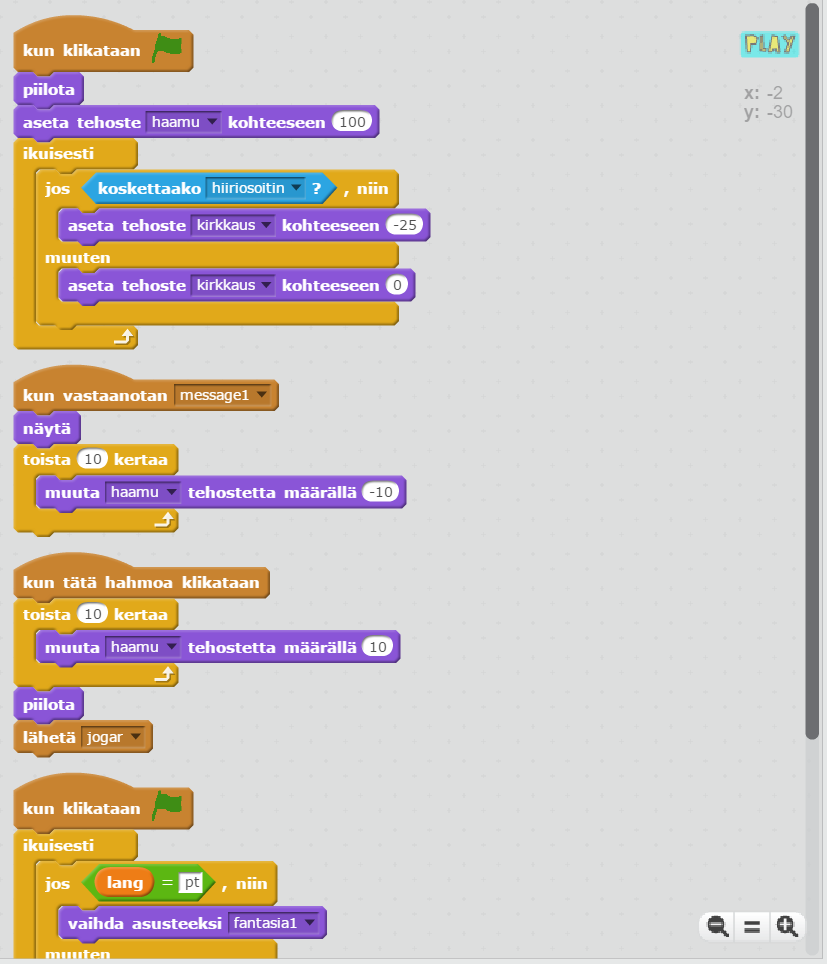 kun klikataan
PLAY
piilota
x: -2
y: -30
aseta tehoste haamu kohteeseen 100
ikuisesti
jos koskettaako hiiriosoitin ? , niin
aseta tehoste kirkkaus kohteeseen -25
muuten
aseta tehoste kirkkaus kohteeseen 0
kun vastaanotan message1
näytä
toista 10 kertaa
muuta haamu tehostetta määrällä -10
kun tätä hahmoa klikataan
toista 10 kertaa
muuta haamu tehostetta määrällä 10
piilota
lähetä jogar
kun klikataan
ikuisesti
jos lang = pt , niin
vaihda asusteeksi fantasia1
muuten